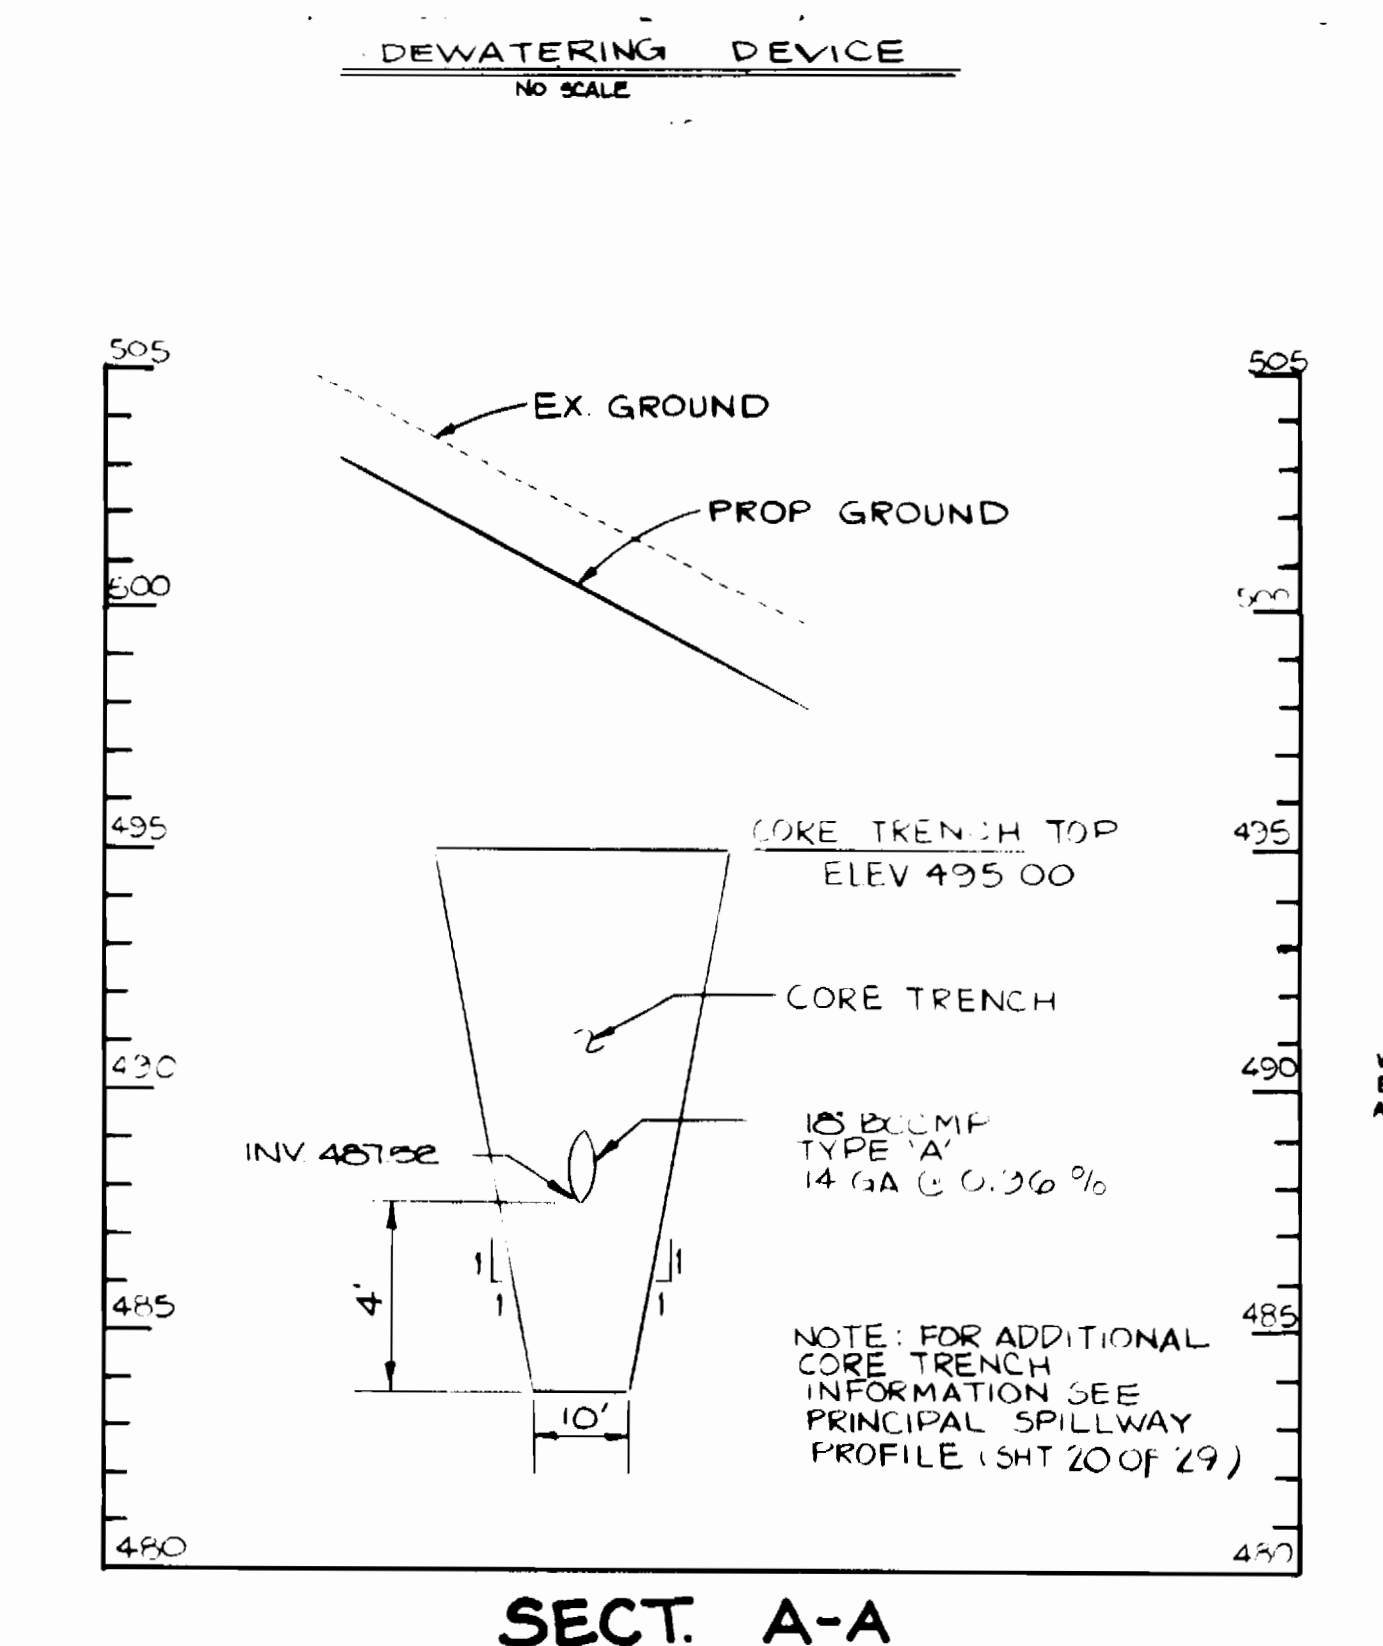 DEWATERING DEVICE
NO SCALE
505
505
EX. GROUND
PROP GROUND
500
500
495
CORE TRENCH TOP
495
ELEV 495 00
CORE TRENCH
490
490
18" BCCMP
INV. 487.52
TYPE 'A'
14 GA @ 0.96 %
1
1
1
1
4'
485
485
NOTE: FOR ADDITIONAL
CORE TRENCH
INFORMATION SEE
PRINCIPAL SPILLWAY
PROFILE (SHT 20 OF 29)
10'
480
480
SECT. A-A